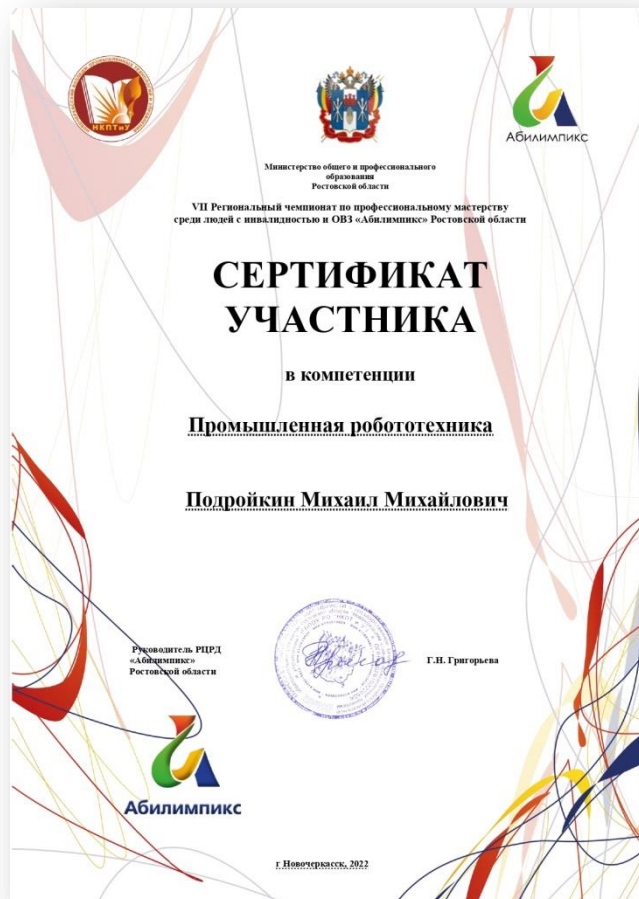 НКПТиУ
Абилимпикс
Министерство общего и профессионального
образования
Ростовской области
VII Региональный чемпионат по профессиональному мастерству
среди людей с инвалидностью и ОВЗ «Абилимпикс» Ростовской области
СЕРТИФИКАТ
УЧАСТНИКА
в компетенции
Промышленная робототехника
Подройкин Михаил Михайлович
Руководитель РЦРД
«Абилимпикс»
Ростовской области
Г.Н. Григорьева
Абилимпикс
г Новочеркасск, 2022